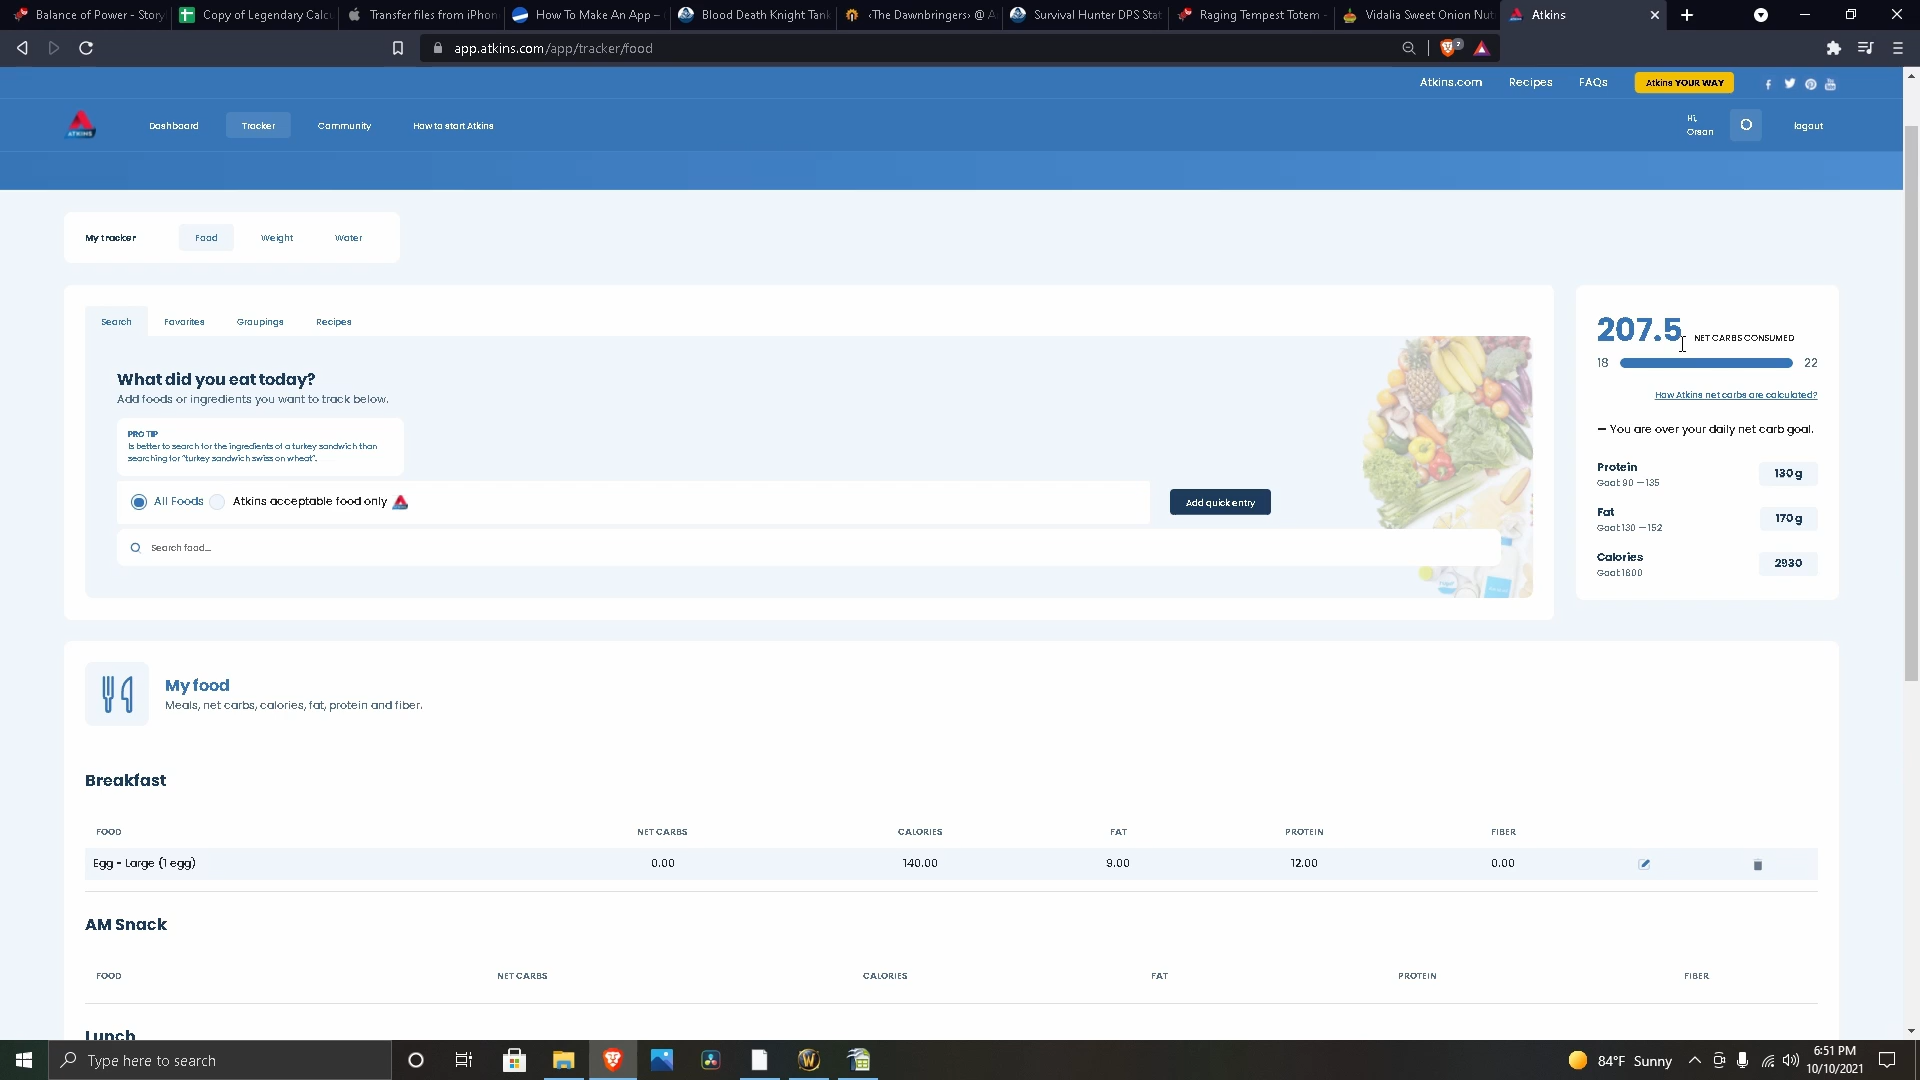 Balance of Power - Story
Copy of Legendary Calcu
Transfer files from iPhon
How To Make An App –
Blood Death Knight Tank
‹The Dawnbringers› @ A
Survival Hunter DPS Stat
Raging Tempest Totem -
Vidalia Sweet Onion Nut
Atkins
app.atkins.com/app/tracker/food
2
Atkins.com
Recipes
FAQs
Atkins YOUR WAY
ATKINS
Dashboard
Tracker
Community
How to start Atkins
Hi,
Orson
O
logout
My tracker
Food
Weight
Water
Search
Favorites
Groupings
Recipes
What did you eat today?
Add foods or ingredients you want to track below.
PRO TIP
Is better to search for the ingredients of a turkey sandwich than
searching for "turkey sandwich swiss on wheat".
All Foods
Atkins acceptable food only
Add quick entry
Search food...
207.5 NET CARBS CONSUMED
18
22
How Atkins net carbs are calculated?
— You are over your daily net carb goal.
Protein
Goal: 90 — 135
130 g
Fat
Goal: 130 — 152
170 g
Calories
Goal: 1800
2930
My food
Meals, net carbs, calories, fat, protein and fiber.
Breakfast
FOOD NET CARBS CALORIES FAT PROTEIN FIBER
Egg - Large (1 egg) 0.00 140.00 9.00 12.00 0.00
AM Snack
FOOD NET CARBS CALORIES FAT PROTEIN FIBER
Lunch
Type here to search
84°F Sunny
6:51 PM
10/10/2021